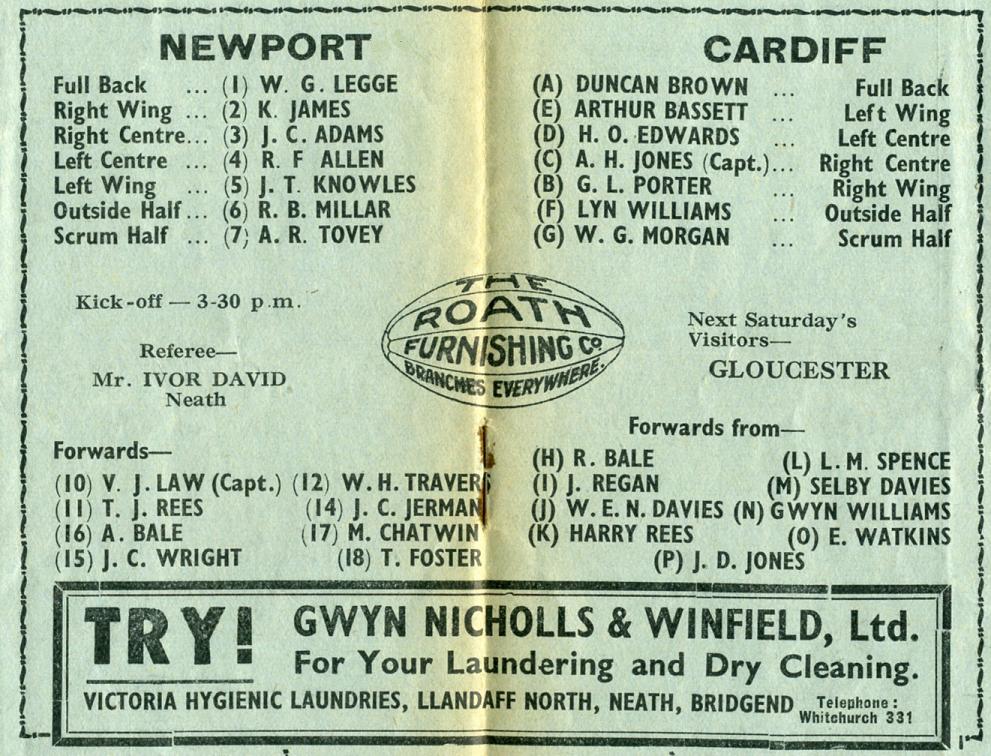 NEWPORT
Full Back ... (1) W. G. LEGGE
Right Wing ... (2) K. JAMES
Right Centre... (3) J. C. ADAMS
Left Centre ... (4) R. F ALLEN
Left Wing ... (5) J. T. KNOWLES
Outside Half... (6) R. B. MILLAR
Scrum Half ... (7) A. R. TOVEY
CARDIFF
(A) DUNCAN BROWN ... Full Back
(E) ARTHUR BASSETT ... Left Wing
(D) H. O. EDWARDS ... Left Centre
(C) A. H. JONES (Capt.)... Right Centre
(B) G. L. PORTER ... Right Wing
(F) LYN WILLIAMS ... Outside Half
(G) W. G. MORGAN ... Scrum Half
Kick-off — 3-30 p.m.
Referee—
Mr. IVOR DAVID
Neath
THE
ROATH
FURNISHING Co
BRANCHES EVERYWHERE.
Next Saturday's
Visitors—
GLOUCESTER
Forwards—
(10) V. J. LAW (Capt.) (12) W. H. TRAVERS
(11) T. J. REES (14) J. C. JERMAN
(16) A. BALE (17) M. CHATWIN
(15) J. C. WRIGHT (18) T. FOSTER
Forwards from—
(H) R. BALE (L) L. M. SPENCE
(I) J. REGAN (M) SELBY DAVIES
(J) W. E. N. DAVIES (N) GWYN WILLIAMS
(K) HARRY REES (O) E. WATKINS
(P) J. D. JONES
TRY!
GWYN NICHOLLS & WINFIELD, Ltd.
For Your Laundering and Dry Cleaning.
VICTORIA HYGIENIC LAUNDRIES, LLANDAFF NORTH, NEATH, BRIDGEND
Telephone:
Whitchurch 331